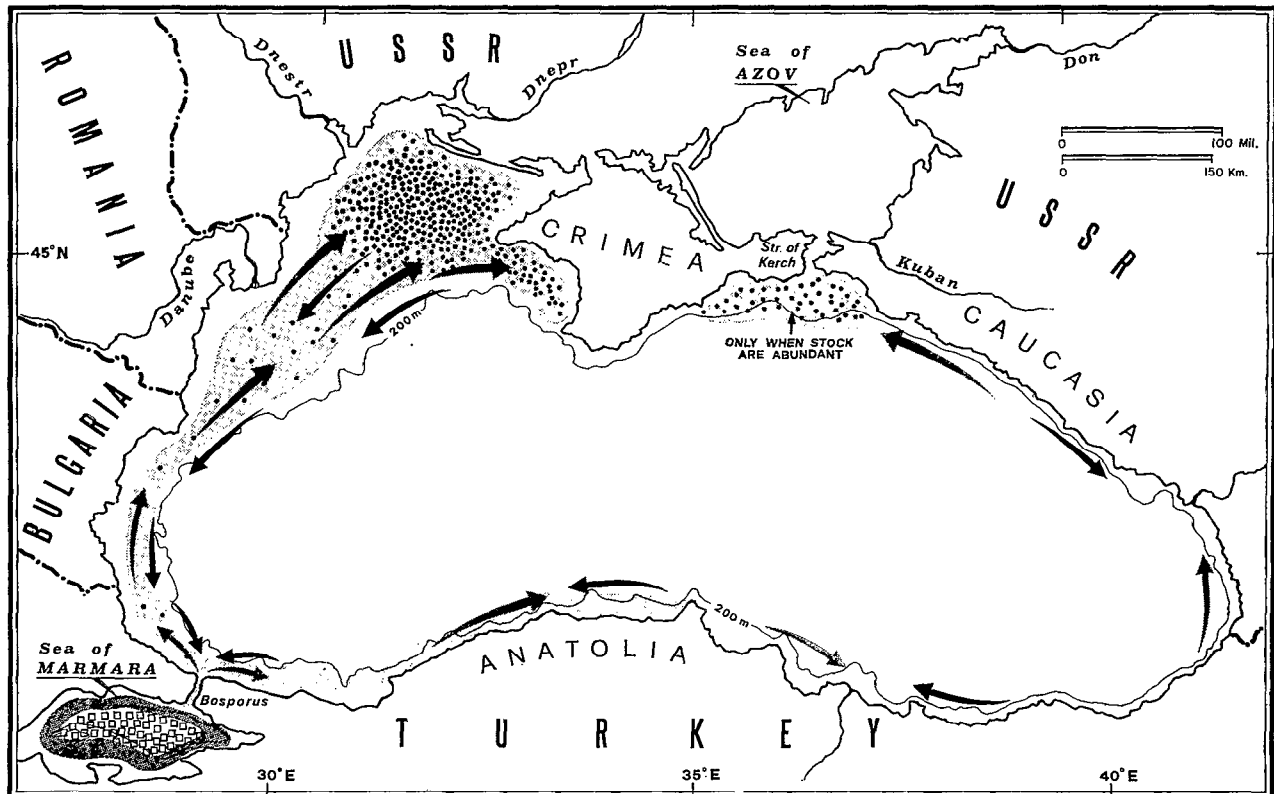 USSR
ROMANIA
Dnestr
Dnepr
Sea of
AZOV
Don
0 100 Mil.
0 150 Km.
USSR
45°N
CRIMEA
Str. of
Kerch
Kuban
Danube
CAUCASIA
200m
ONLY WHEN STOCK
ARE ABUNDANT
BULGARIA
200m
ANATOLIA
Sea of
MARMARA
Bosporus
TURKEY
30°E
35°E
40°E